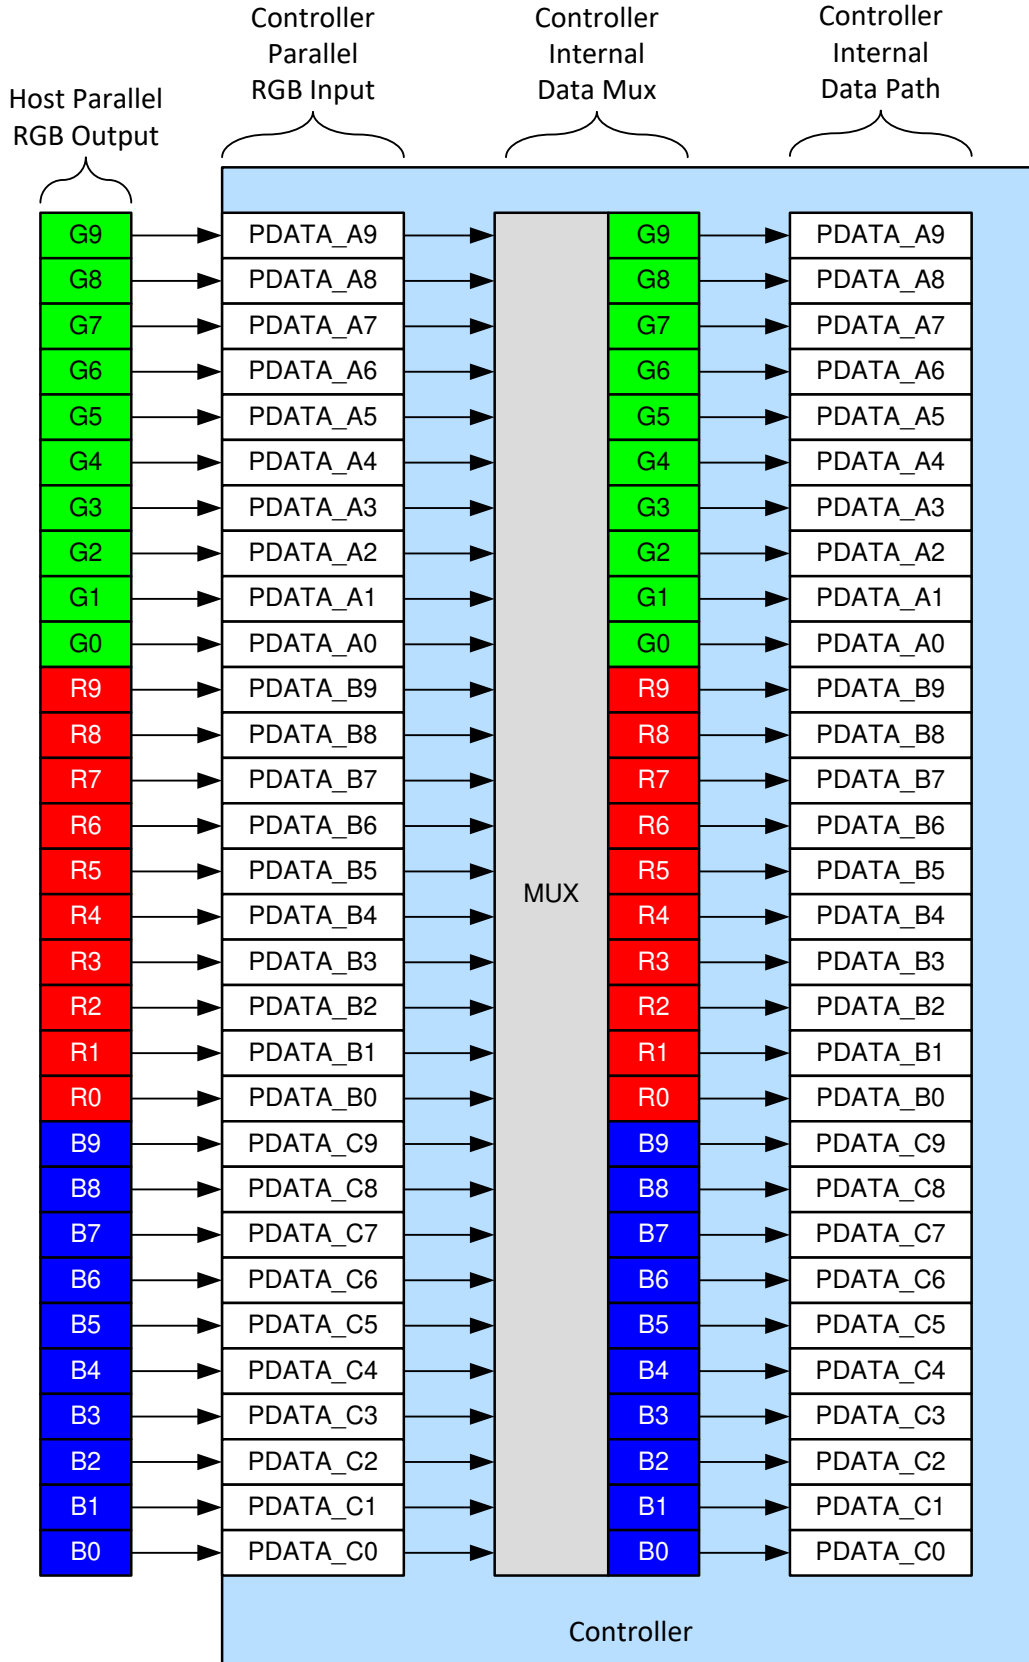 Host Parallel
RGB Output
Controller
Parallel
RGB Input
Controller
Internal
Data Mux
Controller
Internal
Data Path
G9 PDATA_A9 G9 PDATA_A9
G8 PDATA_A8 G8 PDATA_A8
G7 PDATA_A7 G7 PDATA_A7
G6 PDATA_A6 G6 PDATA_A6
G5 PDATA_A5 G5 PDATA_A5
G4 PDATA_A4 G4 PDATA_A4
G3 PDATA_A3 G3 PDATA_A3
G2 PDATA_A2 G2 PDATA_A2
G1 PDATA_A1 G1 PDATA_A1
G0 PDATA_A0 G0 PDATA_A0
R9 PDATA_B9 R9 PDATA_B9
R8 PDATA_B8 R8 PDATA_B8
R7 PDATA_B7 R7 PDATA_B7
R6 PDATA_B6 R6 PDATA_B6
R5 PDATA_B5 R5 PDATA_B5
MUX
R4 PDATA_B4 R4 PDATA_B4
R3 PDATA_B3 R3 PDATA_B3
R2 PDATA_B2 R2 PDATA_B2
R1 PDATA_B1 R1 PDATA_B1
R0 PDATA_B0 R0 PDATA_B0
B9 PDATA_C9 B9 PDATA_C9
B8 PDATA_C8 B8 PDATA_C8
B7 PDATA_C7 B7 PDATA_C7
B6 PDATA_C6 B6 PDATA_C6
B5 PDATA_C5 B5 PDATA_C5
B4 PDATA_C4 B4 PDATA_C4
B3 PDATA_C3 B3 PDATA_C3
B2 PDATA_C2 B2 PDATA_C2
B1 PDATA_C1 B1 PDATA_C1
B0 PDATA_C0 B0 PDATA_C0
Controller